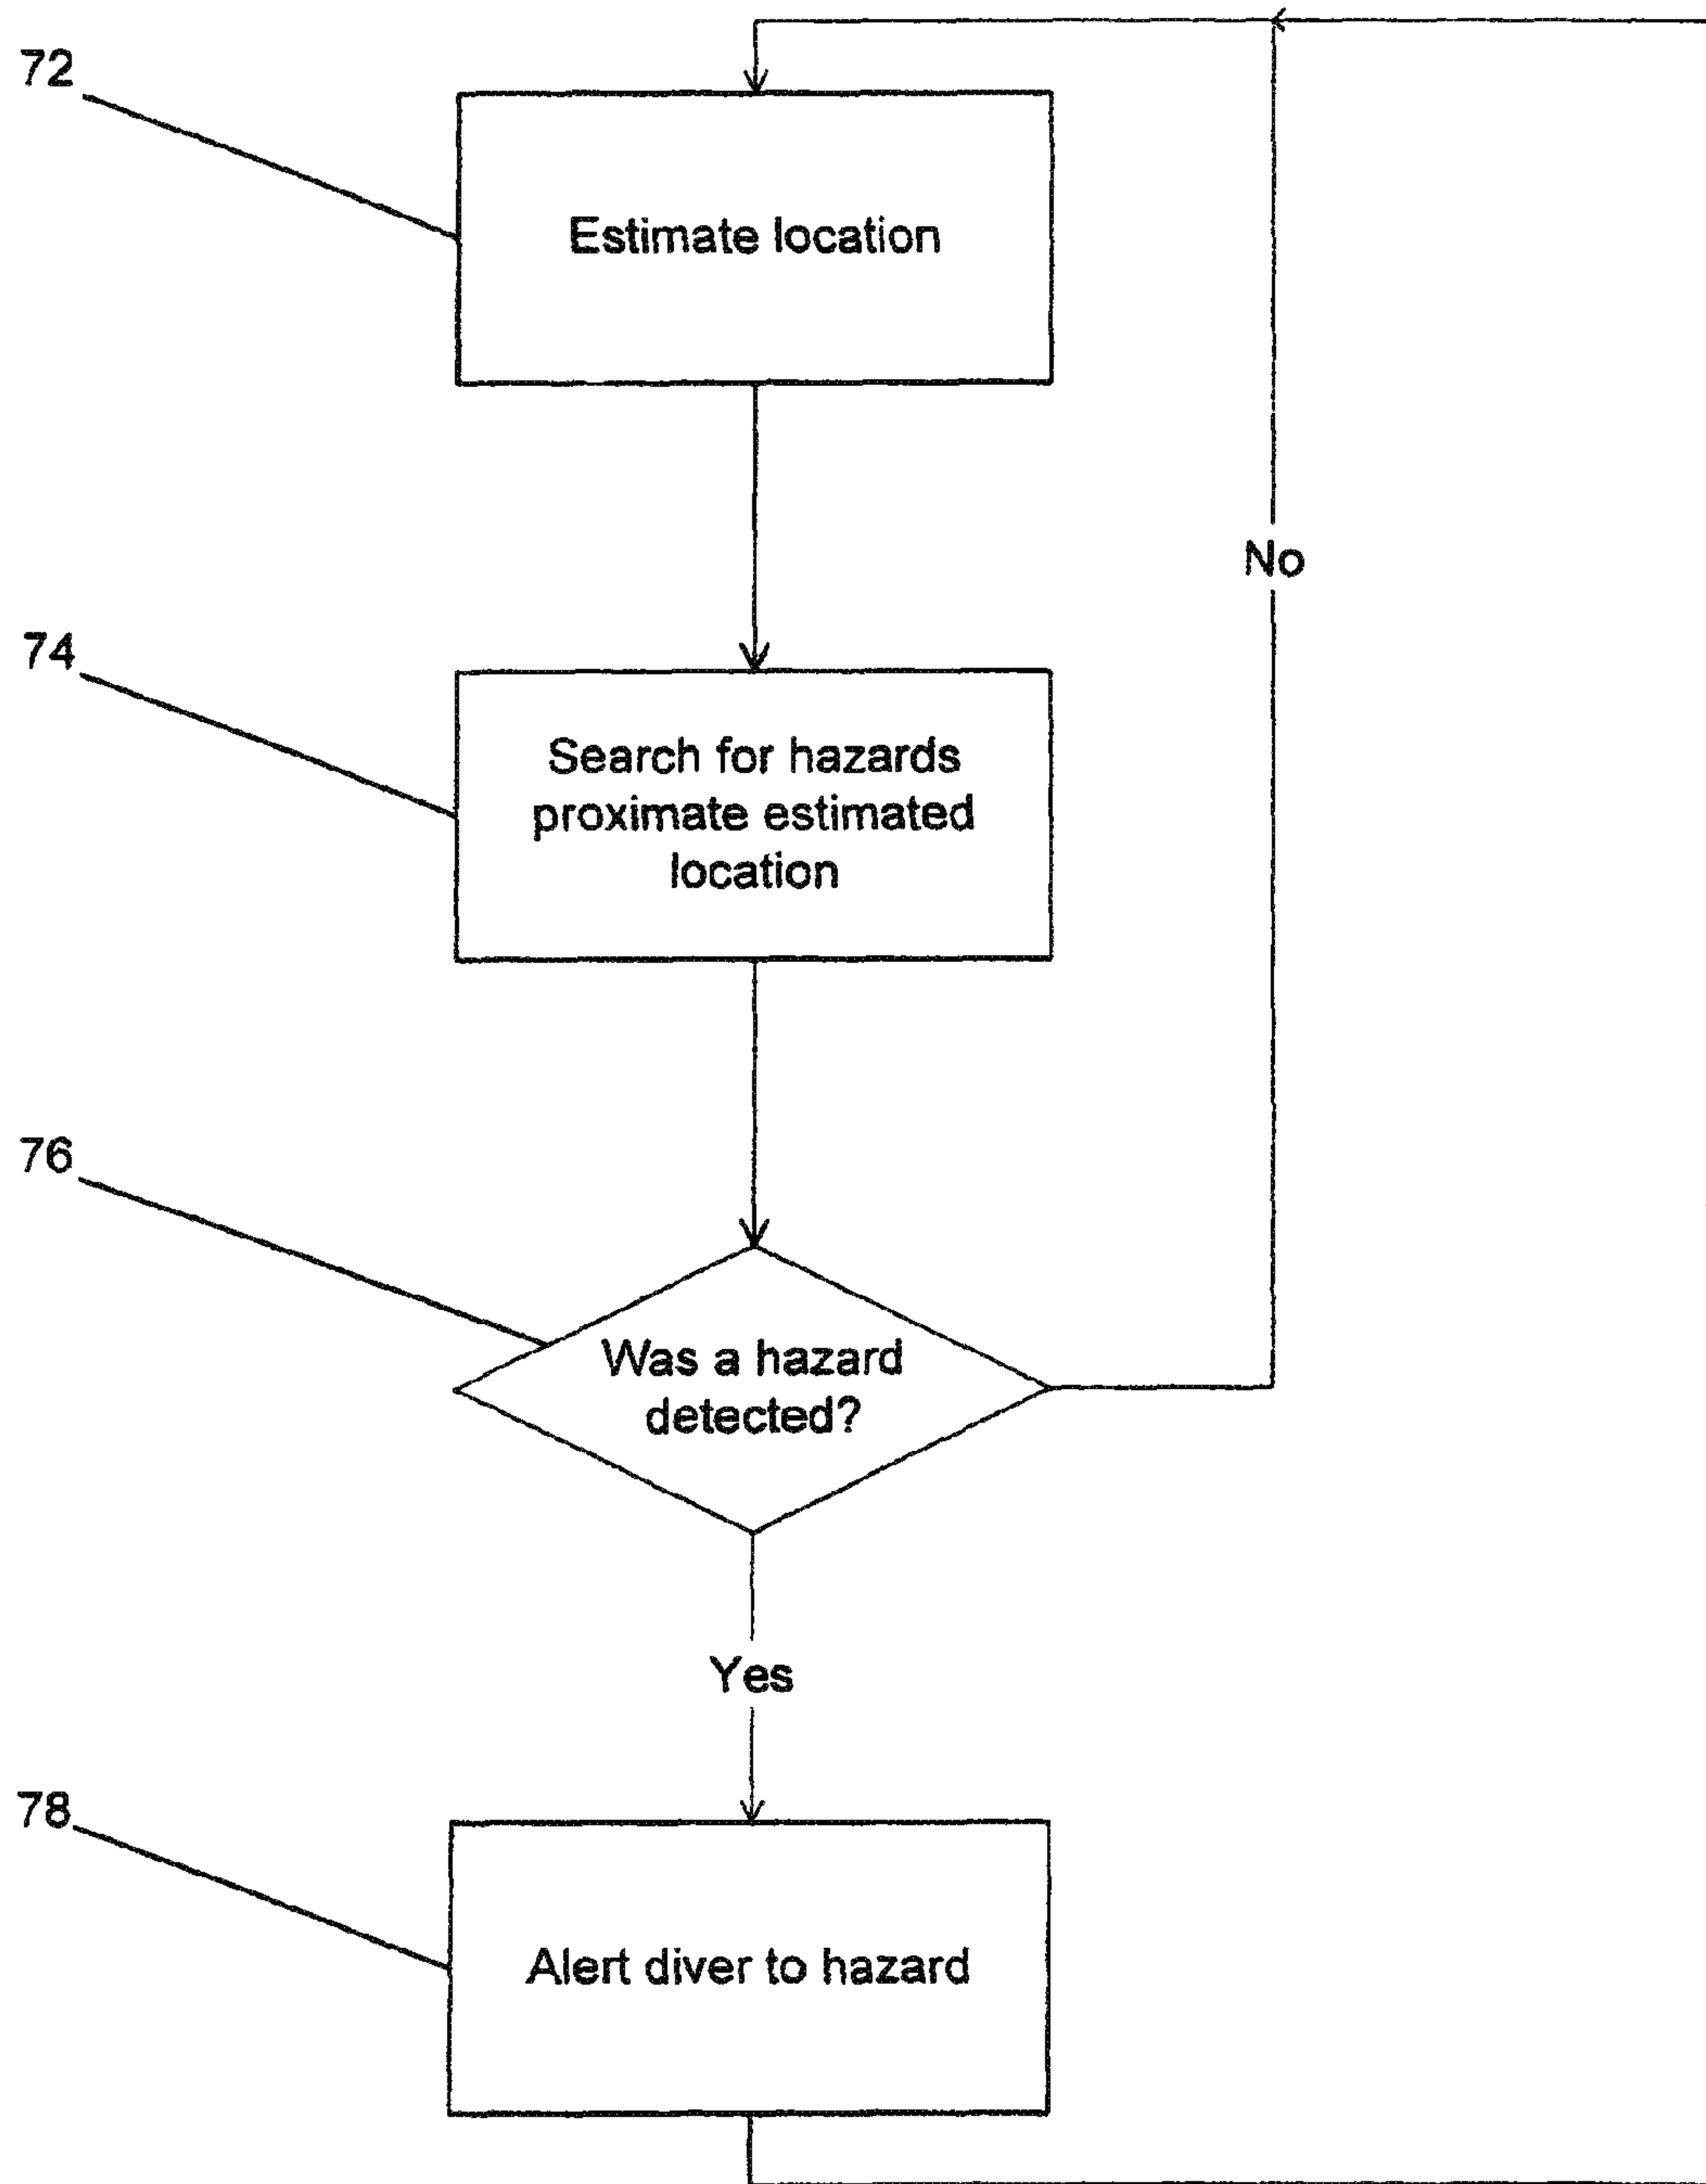 72
Estimate location
No
74
Search for hazards
proximate estimated
location
76
Was a hazard
detected?
Yes
78
Alert diver to hazard